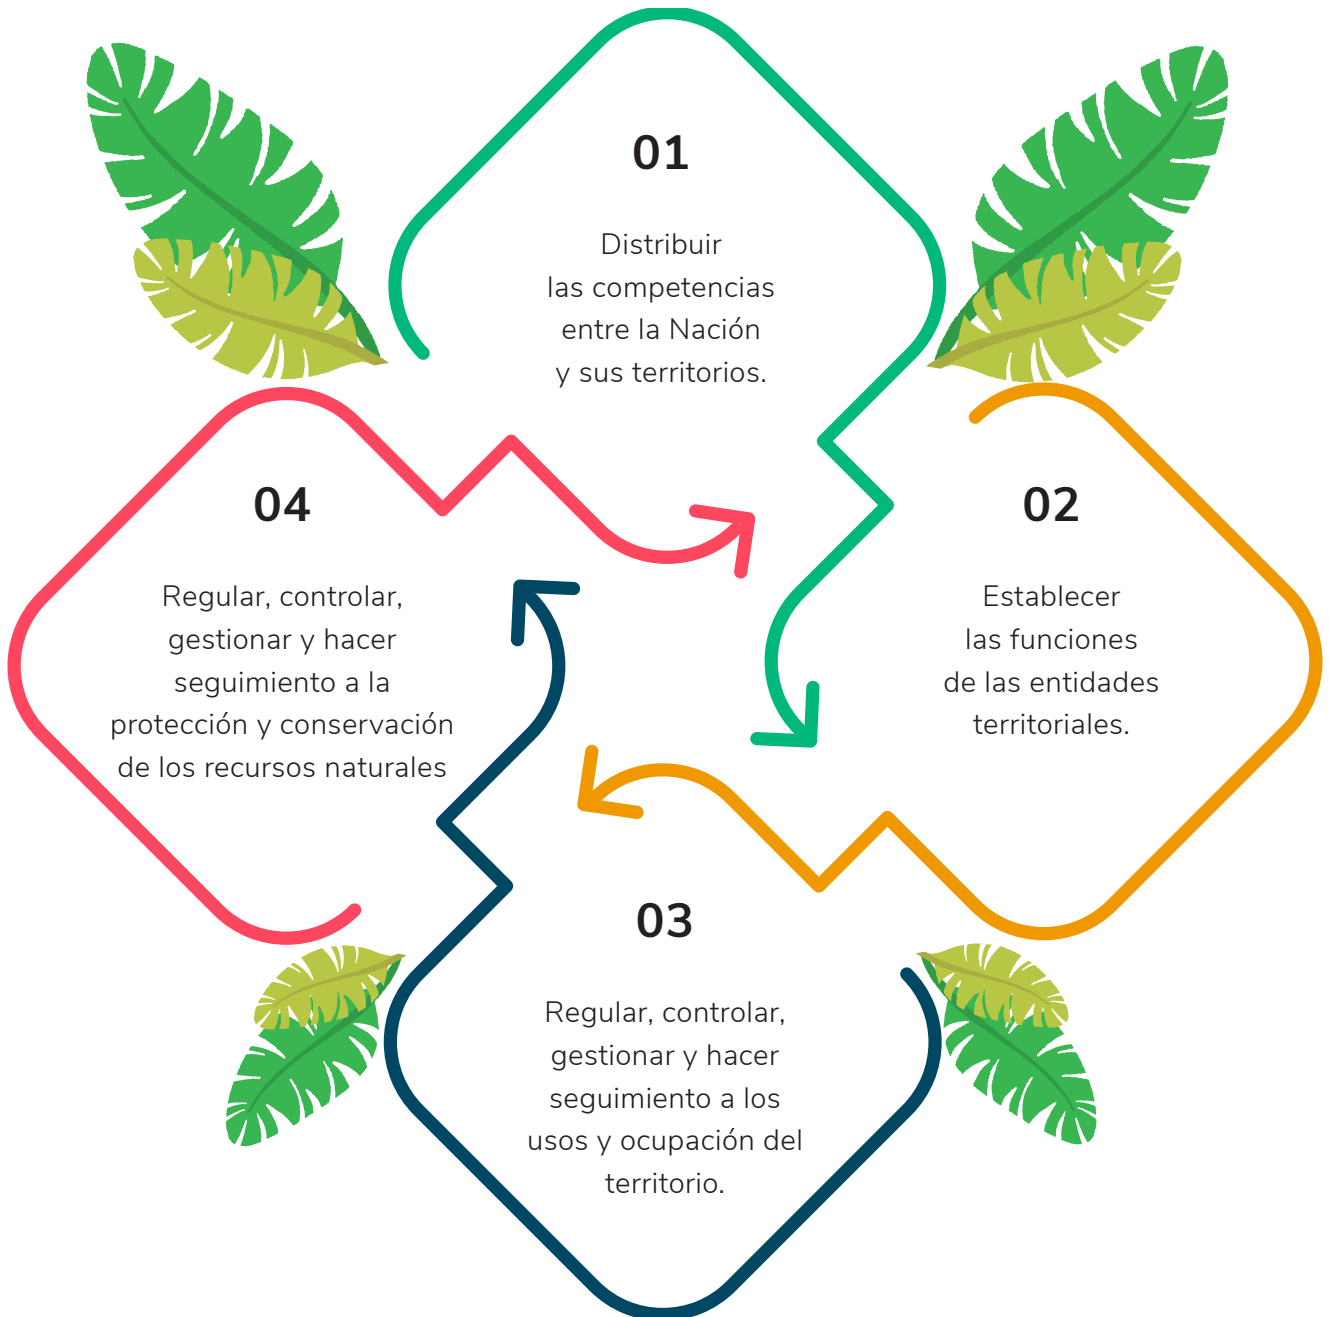 01
Distribuir
las competencias
entre la Nación
y sus territorios.
02
Establecer
las funciones
de las entidades
territoriales.
03
Regular, controlar,
gestionar y hacer
seguimiento a los
usos y ocupación del
territorio.
04
Regular, controlar,
gestionar y hacer
seguimiento a la
protección y conservación
de los recursos naturales